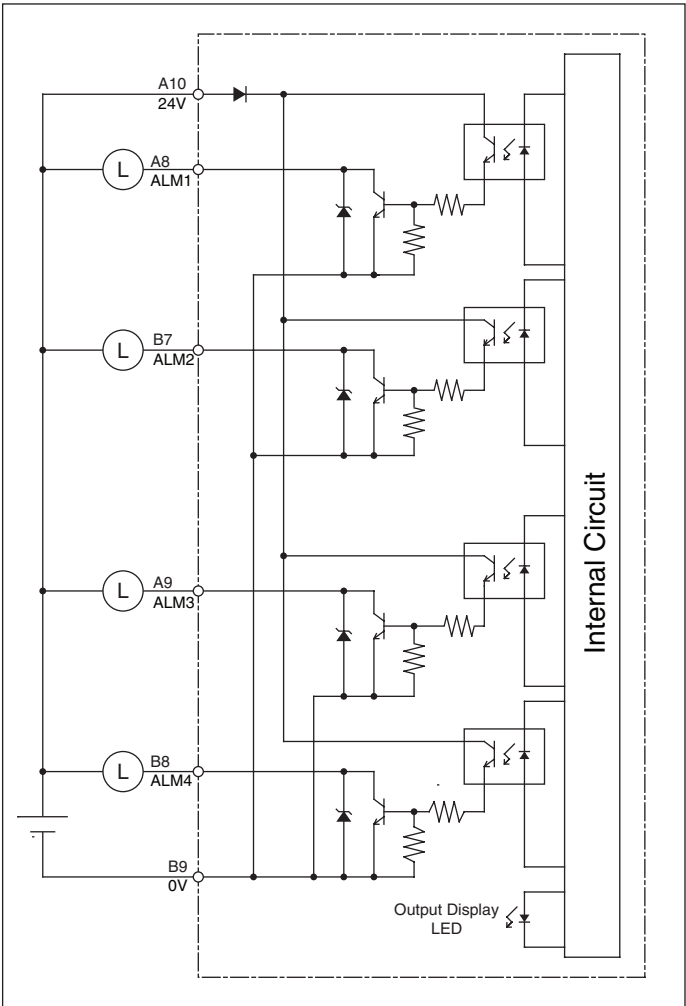 A10
24V
L
A8
ALM1
L
B7
ALM2
L
A9
ALM3
L
B8
ALM4
B9
0V
Output Display
LED
Internal Circuit